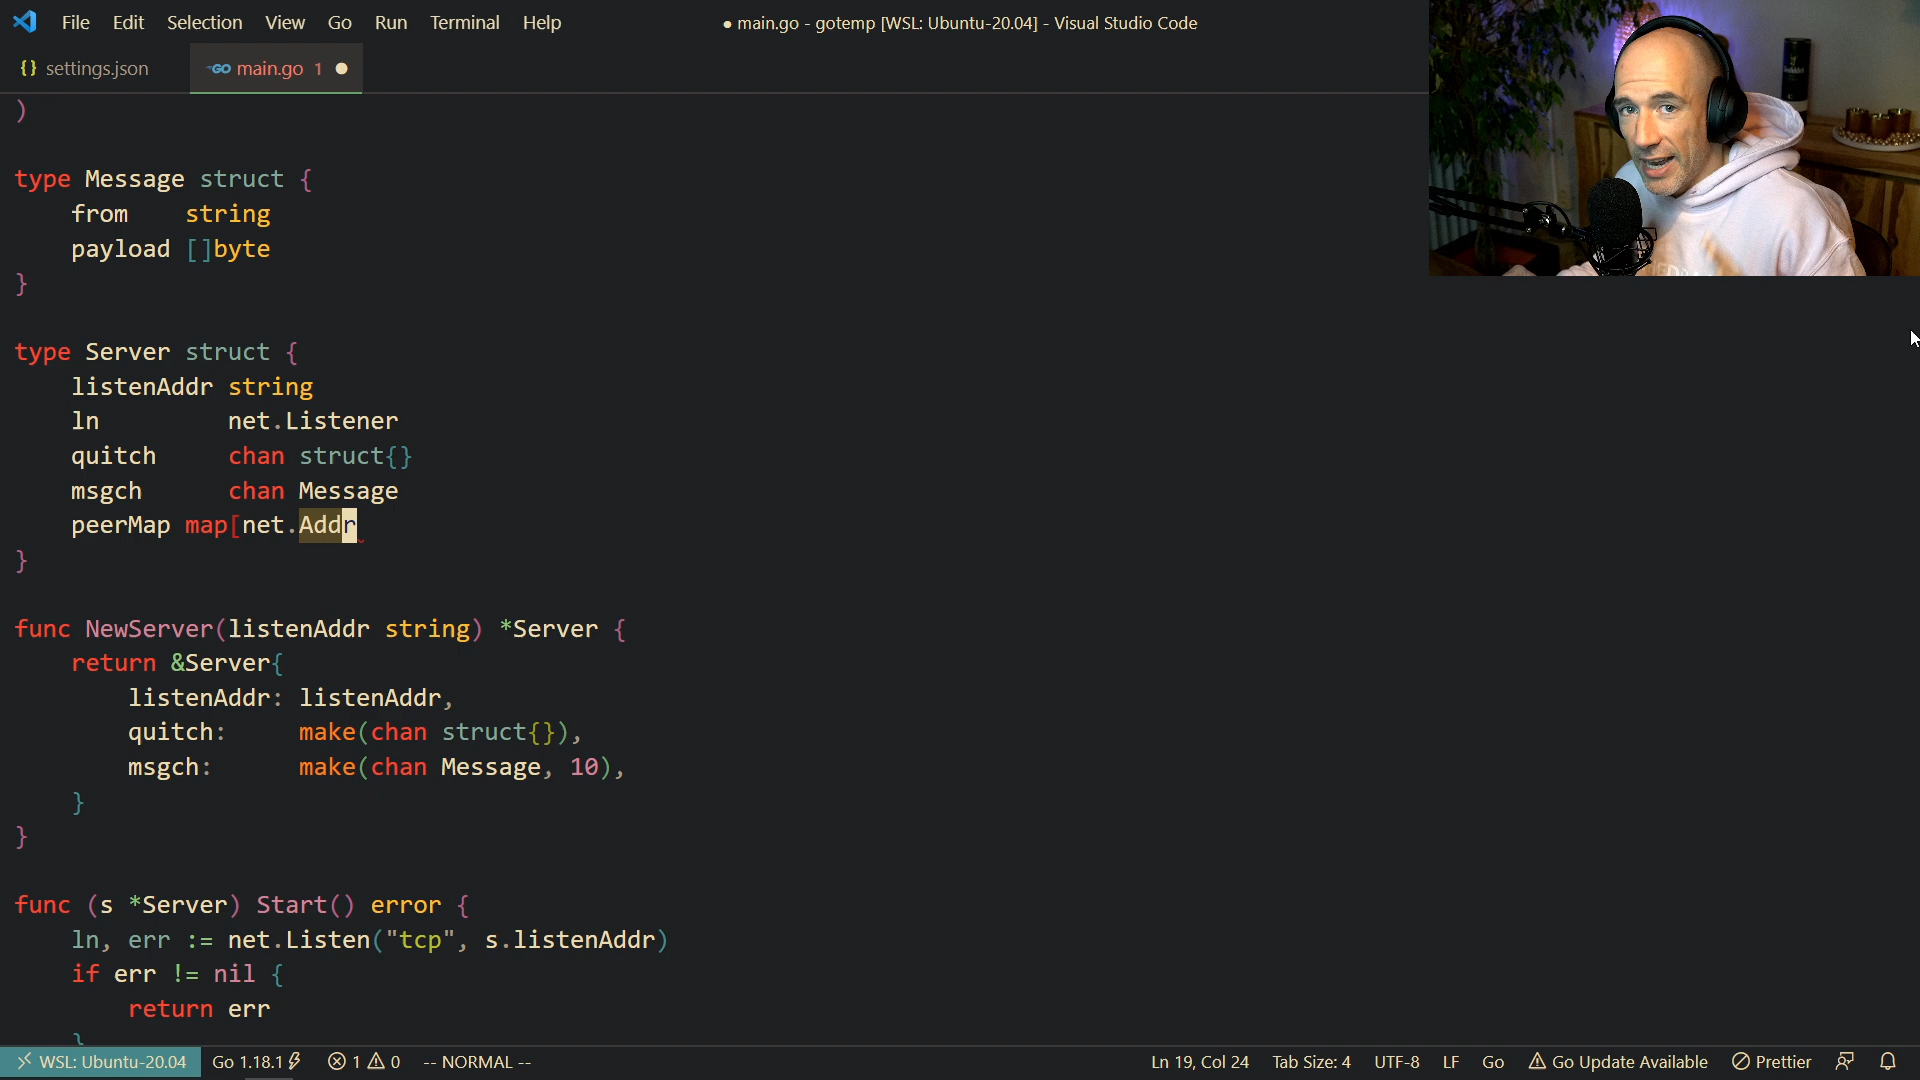 File Edit Selection View Go Run Terminal Help
● main.go - gotemp [WSL: Ubuntu-20.04] - Visual Studio Code
{} settings.json
GO main.go 1 ●
)
type Message struct {
    from    string
    payload []byte
}
type Server struct {
    listenAddr string
    ln         net.Listener
    quitch     chan struct{}
    msgch      chan Message
    peerMap map[net.Addr
}
func NewServer(listenAddr string) *Server {
    return &Server{
        listenAddr: listenAddr,
        quitch:     make(chan struct{}),
        msgch:      make(chan Message, 10),
    }
}
func (s *Server) Start() error {
    ln, err := net.Listen("tcp", s.listenAddr)
    if err != nil {
        return err
    }
WSL: Ubuntu-20.04 Go 1.18.1 1 0 -- NORMAL -- Ln 19, Col 24 Tab Size: 4 UTF-8 LF Go Go Update Available Prettier